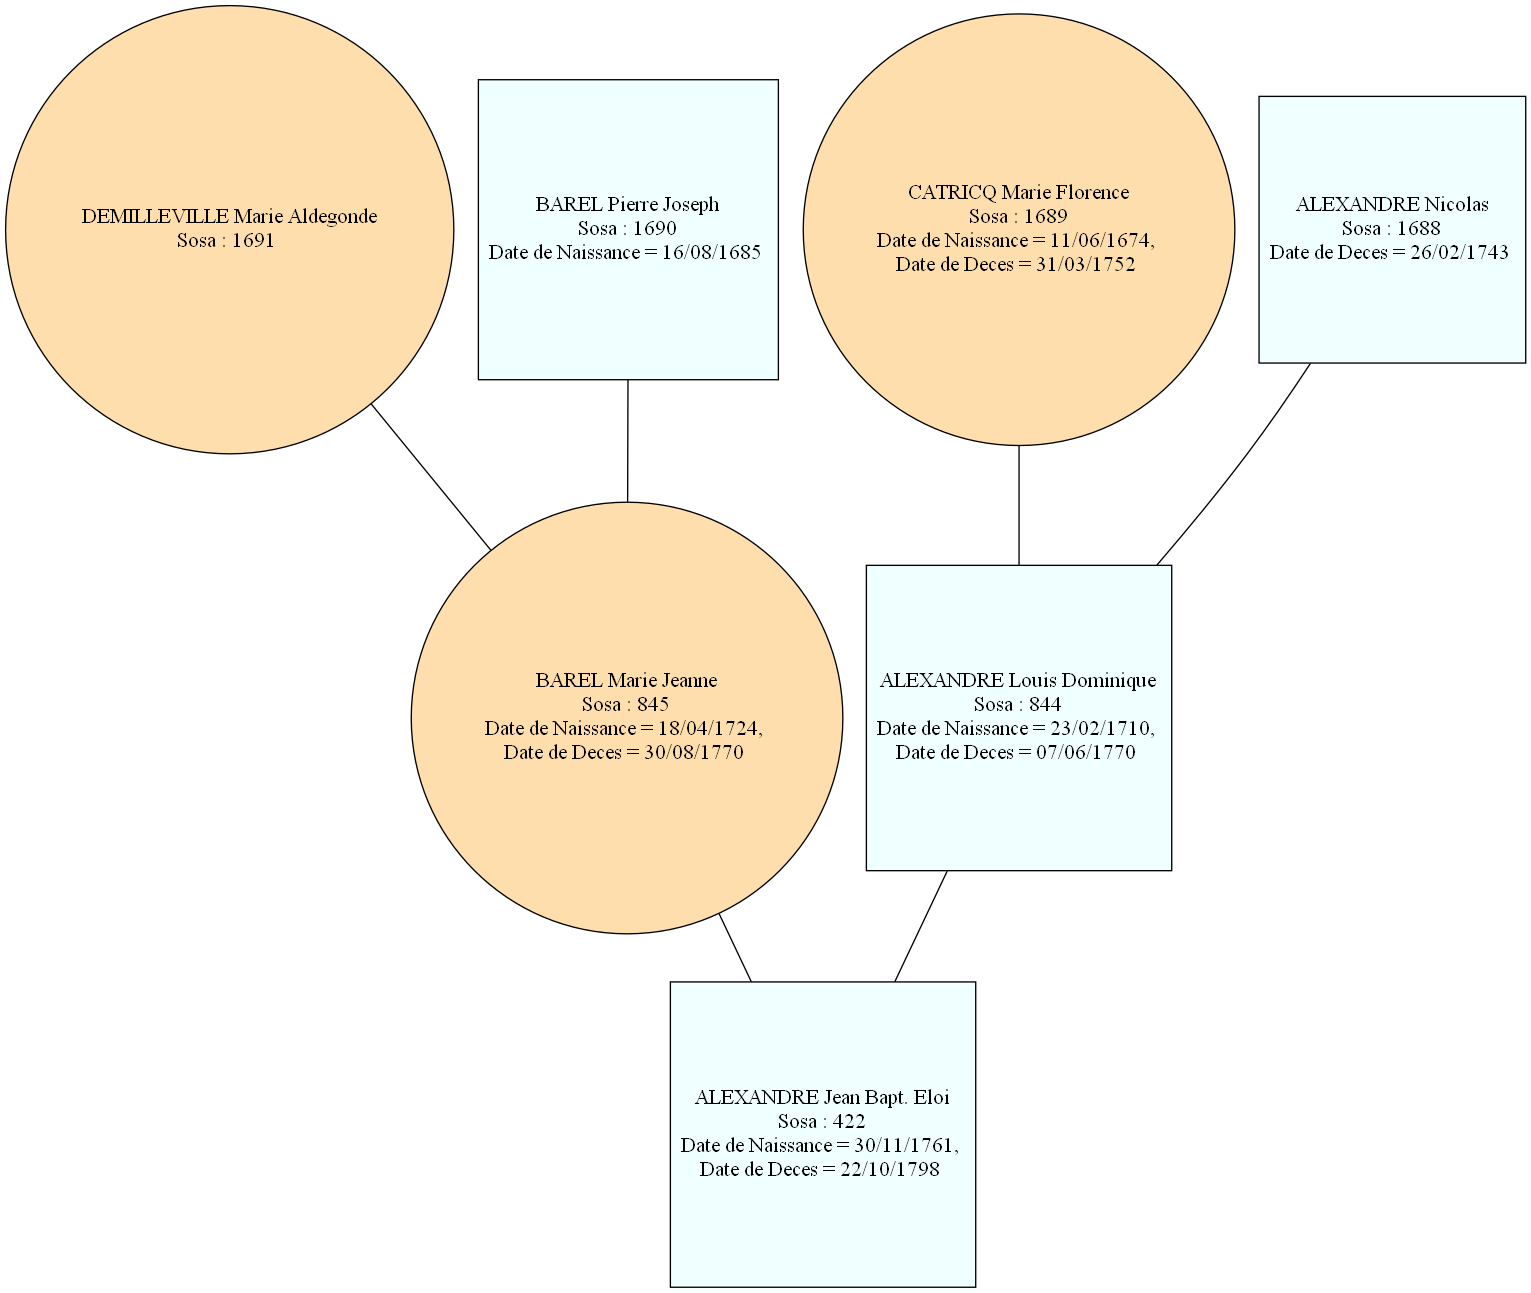 DEMILLEVILLE Marie Aldegonde
Sosa : 1691
BAREL Pierre Joseph
Sosa : 1690
Date de Naissance = 16/08/1685
CATRICQ Marie Florence
Sosa : 1689
Date de Naissance = 11/06/1674,
Date de Deces = 31/03/1752
ALEXANDRE Nicolas
Sosa : 1688
Date de Deces = 26/02/1743
BAREL Marie Jeanne
Sosa : 845
Date de Naissance = 18/04/1724,
Date de Deces = 30/08/1770
ALEXANDRE Louis Dominique
Sosa : 844
Date de Naissance = 23/02/1710,
Date de Deces = 07/06/1770
ALEXANDRE Jean Bapt. Eloi
Sosa : 422
Date de Naissance = 30/11/1761,
Date de Deces = 22/10/1798